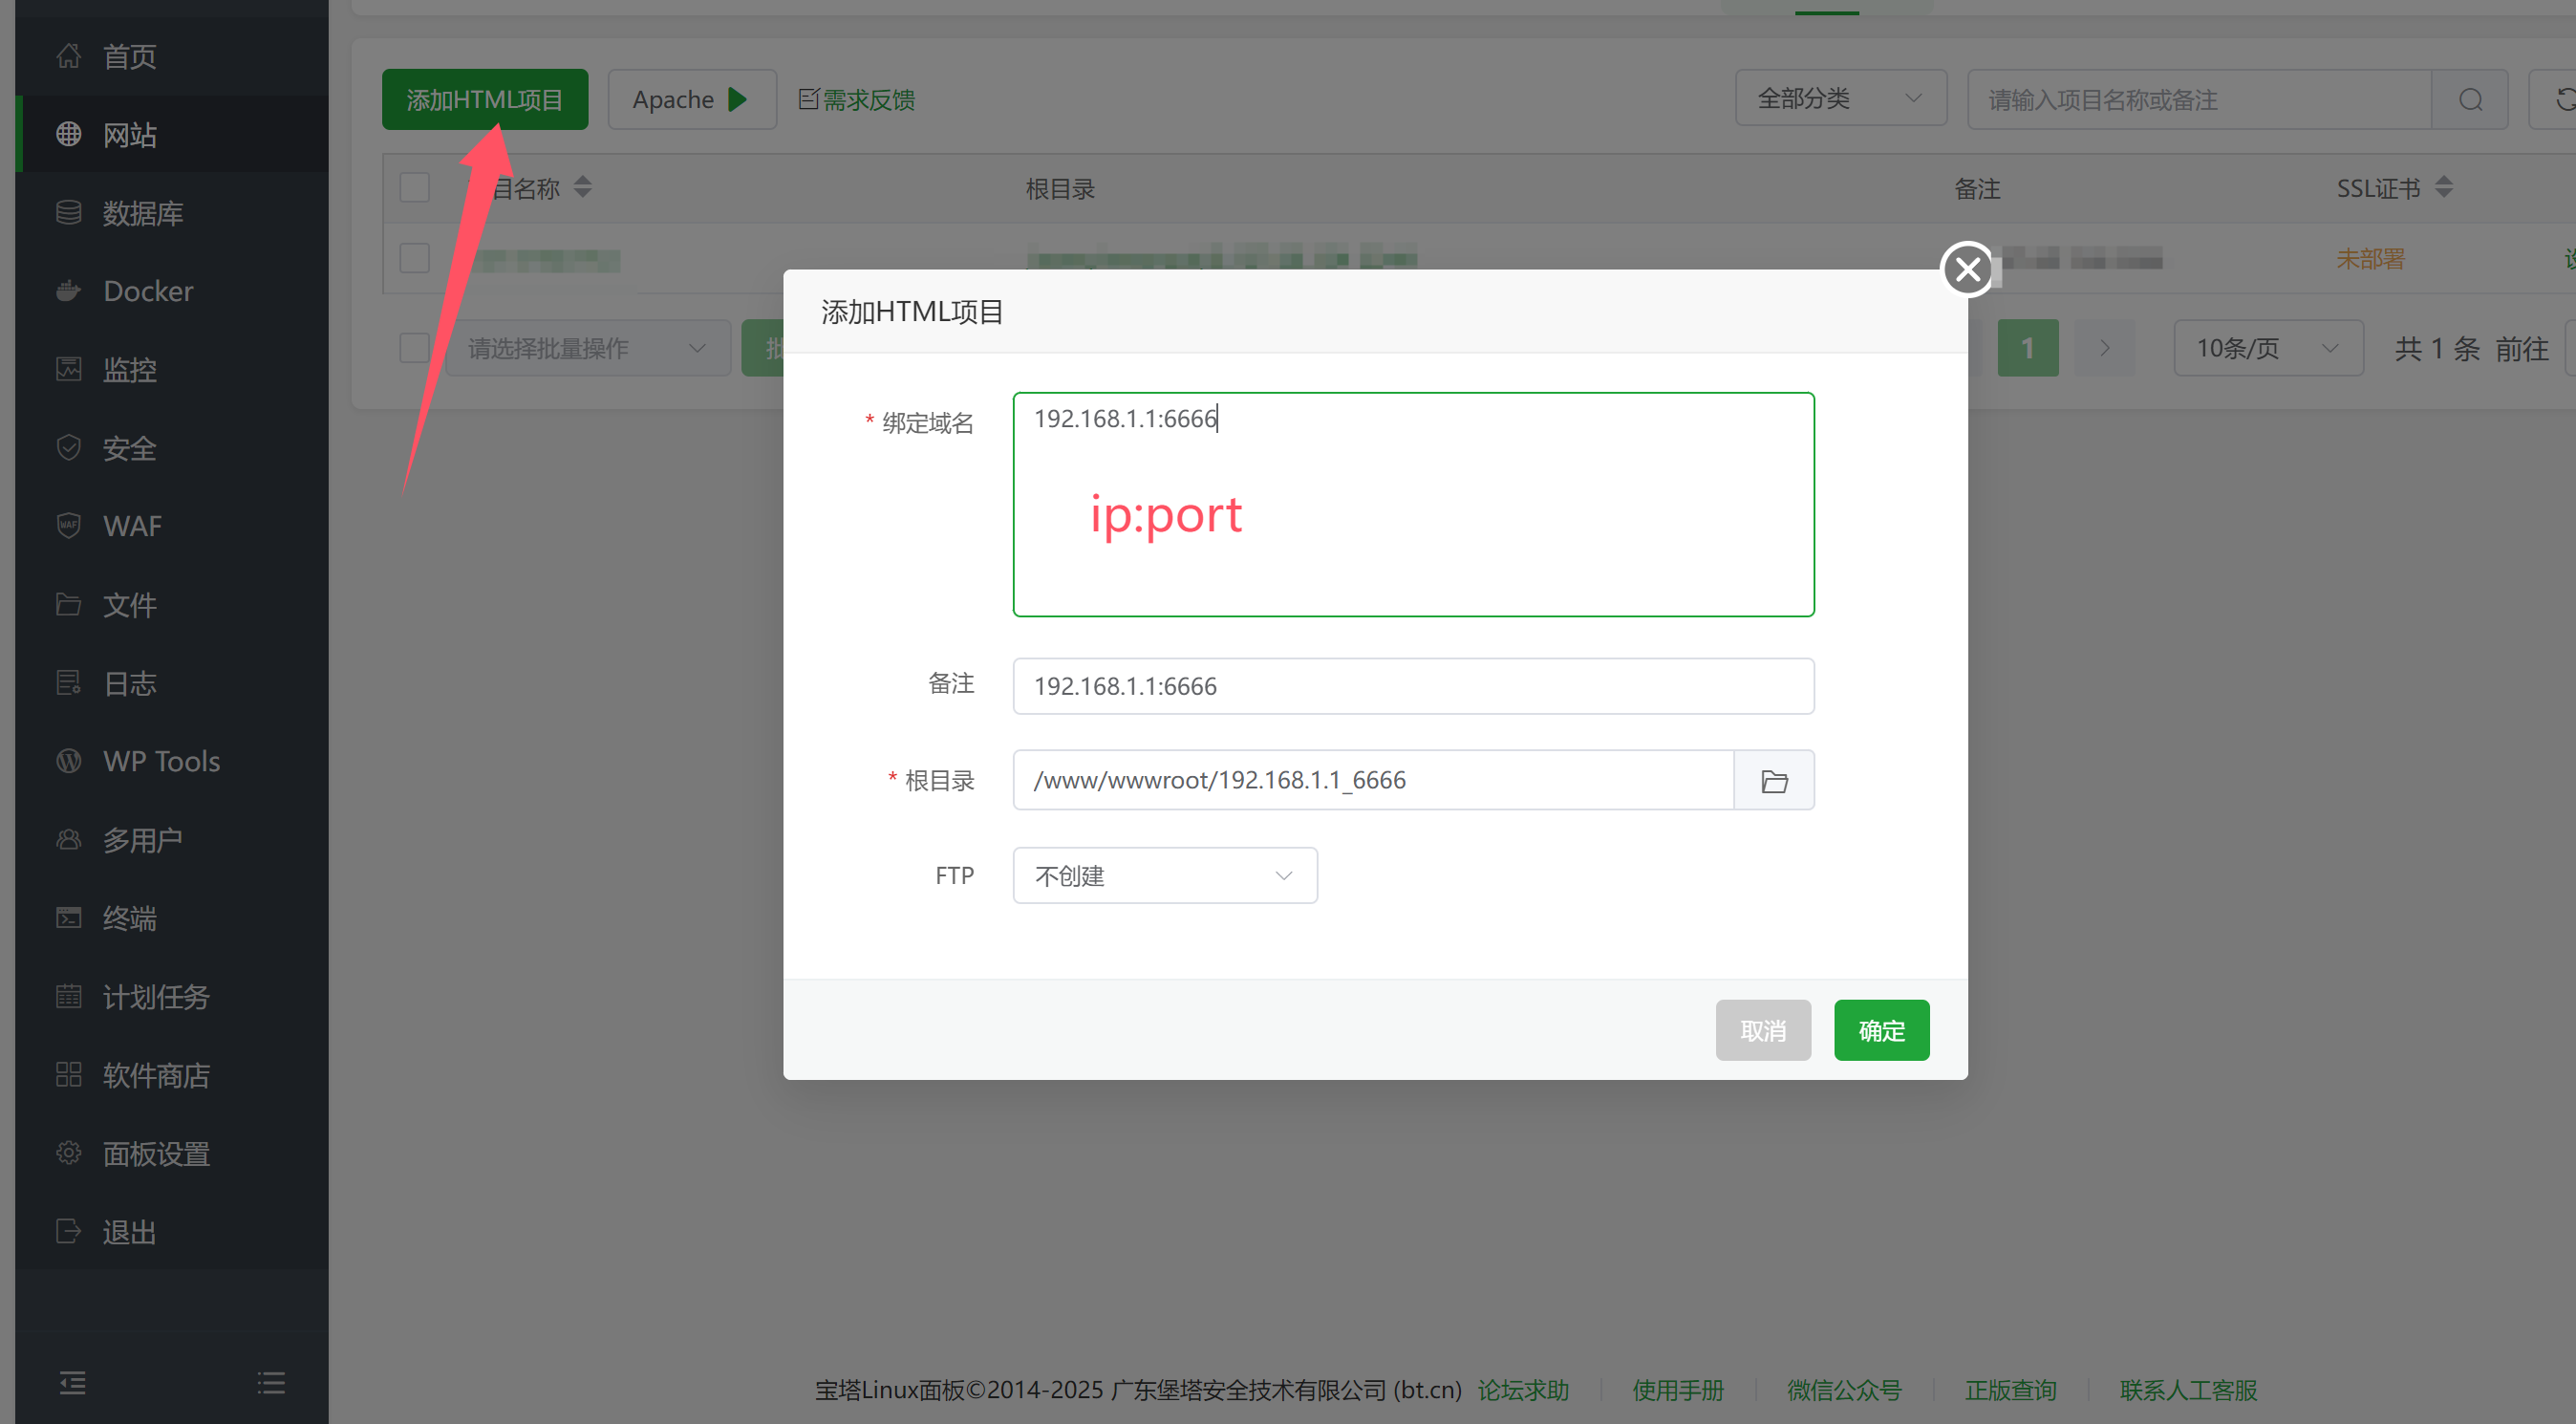 首页
网站
数据库
Docker
监控
安全
WAF
文件
日志
WP Tools
多用户
终端
计划任务
软件商店
面板设置
退出
添加HTML项目
Apache
需求反馈
全部分类
请输入项目名称或备注
目名称
根目录
备注
SSL证书
未部署
请选择批量操作
批
1
10条/页
共 1 条
前往
添加HTML项目
* 绑定域名
192.168.1.1:6666
ip:port
备注
192.168.1.1:6666
* 根目录
/www/wwwroot/192.168.1.1_6666
FTP
不创建
取消
确定
宝塔Linux面板©2014-2025 广东堡塔安全技术有限公司 (bt.cn)
论坛求助
使用手册
微信公众号
正版查询
联系人工客服